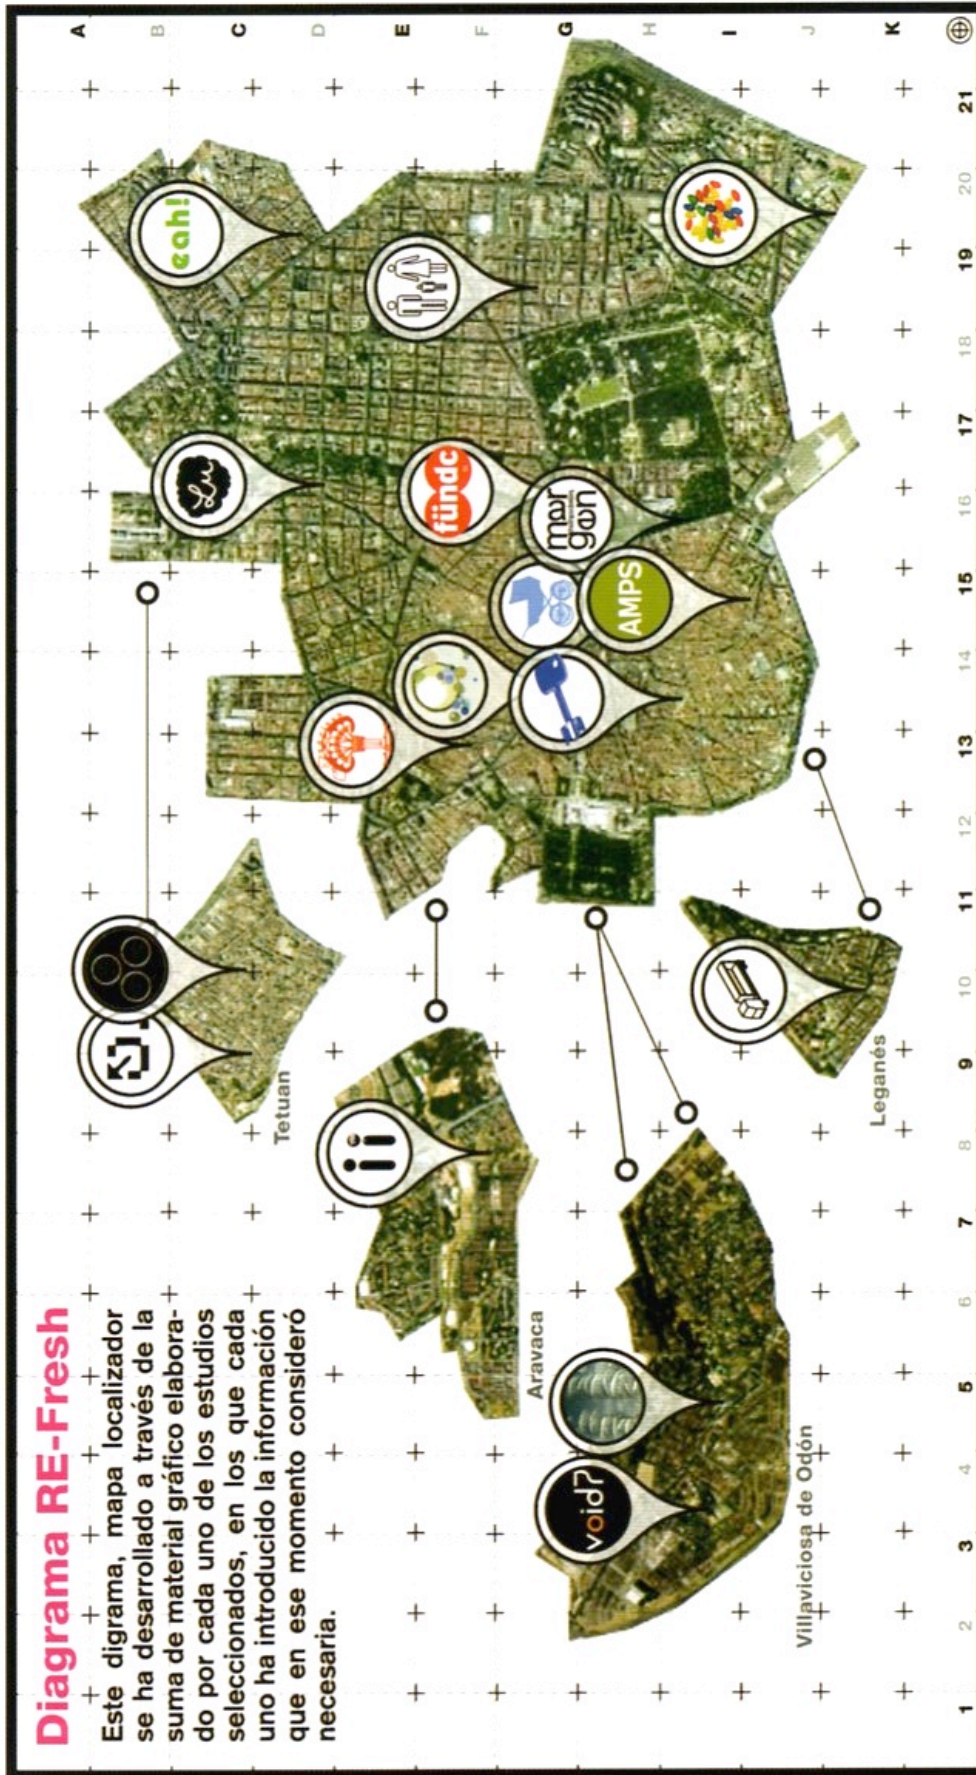 Diagrama RE-Fresh
Este digrama, mapa localizador
se ha desarrollado a través de la
suma de material gráfico elabora-
do por cada uno de los estudios
seleccionados, en los que cada
uno ha introducido la información
que en ese momento consideró
necesaria.
A
B
C
D
E
F
G
H
I
J
K
eah!
Lu
fündc
mar
gen
AMPS
void?
Tetuan
Aravaca
Villaviciosa de Odón
Leganés
1 2 3 4 5 6 7 8 9 10 11 12 13 14 15 16 17 18 19 20 21